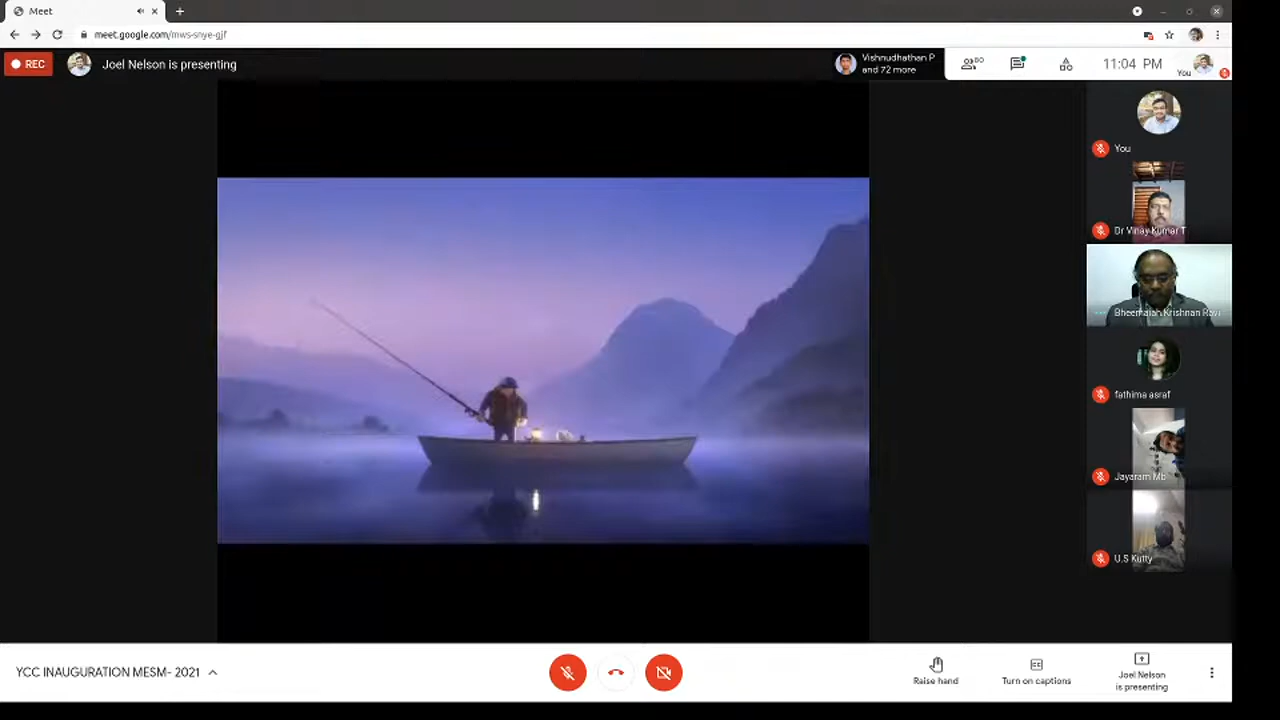 Meet
meet.google.com/mws-snye-gjf
REC
Joel Nelson is presenting
Vishnudhathan P
and 72 more
80
11:04 PM
You
You
Dr Vinay Kumar T
Bheemaiah Krishnan Ravi
fathima asraf
Jayaram Mb
U.S Kutty
YCC INAUGURATION MESM- 2021
Raise hand
Turn on captions
Joel Nelson
is presenting